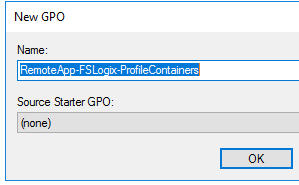 New GPO
Name:
RemoteApp-FSLogix-ProfileContainers
Source Starter GPO:
(none)
OK